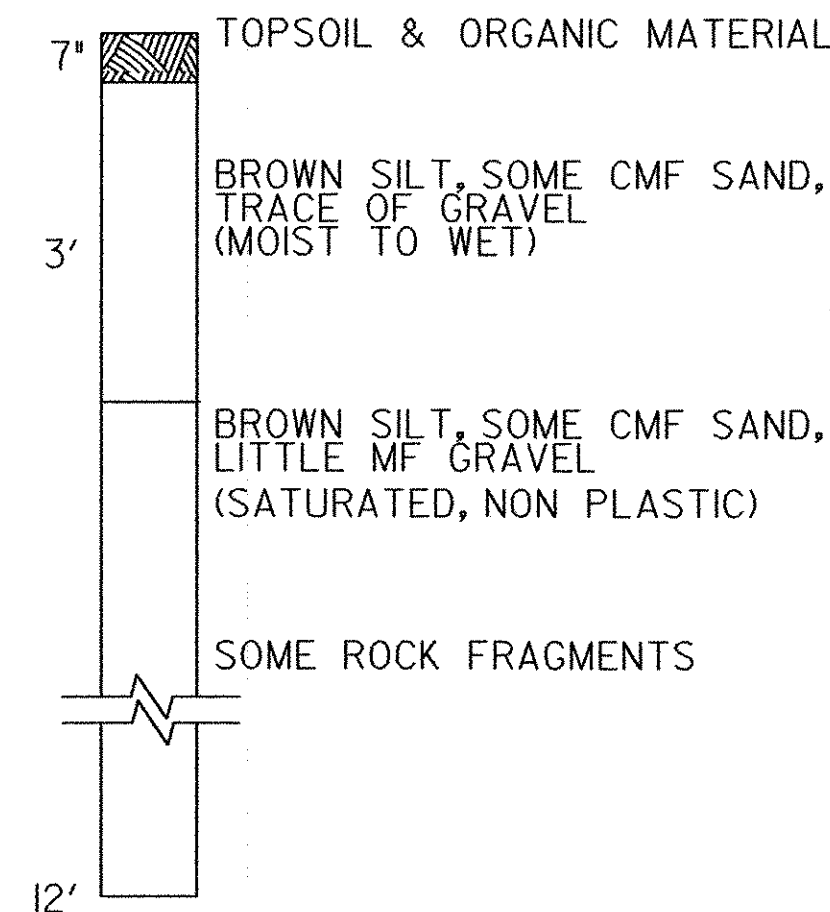 7" TOPSOIL & ORGANIC MATERIAL
BROWN SILT, SOME CMF SAND,
TRACE OF GRAVEL
(MOIST TO WET)
3'
BROWN SILT, SOME CMF SAND,
LITTLE MF GRAVEL
(SATURATED, NON PLASTIC)
SOME ROCK FRAGMENTS
12'